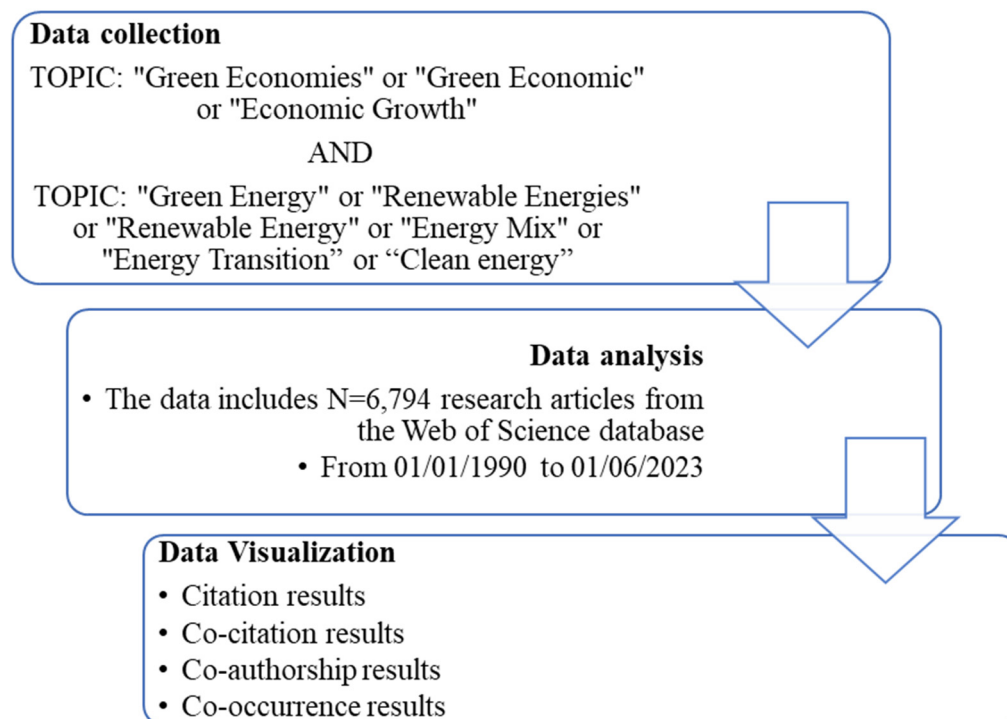 Data collection
TOPIC: "Green Economies" or "Green Economic"
or "Economic Growth"
AND
TOPIC: "Green Energy" or "Renewable Energies"
or "Renewable Energy" or "Energy Mix" or
"Energy Transition” or “Clean energy”
Data analysis
• The data includes N=6,794 research articles from
the Web of Science database
• From 01/01/1990 to 01/06/2023
Data Visualization
• Citation results
• Co-citation results
• Co-authorship results
• Co-occurrence results